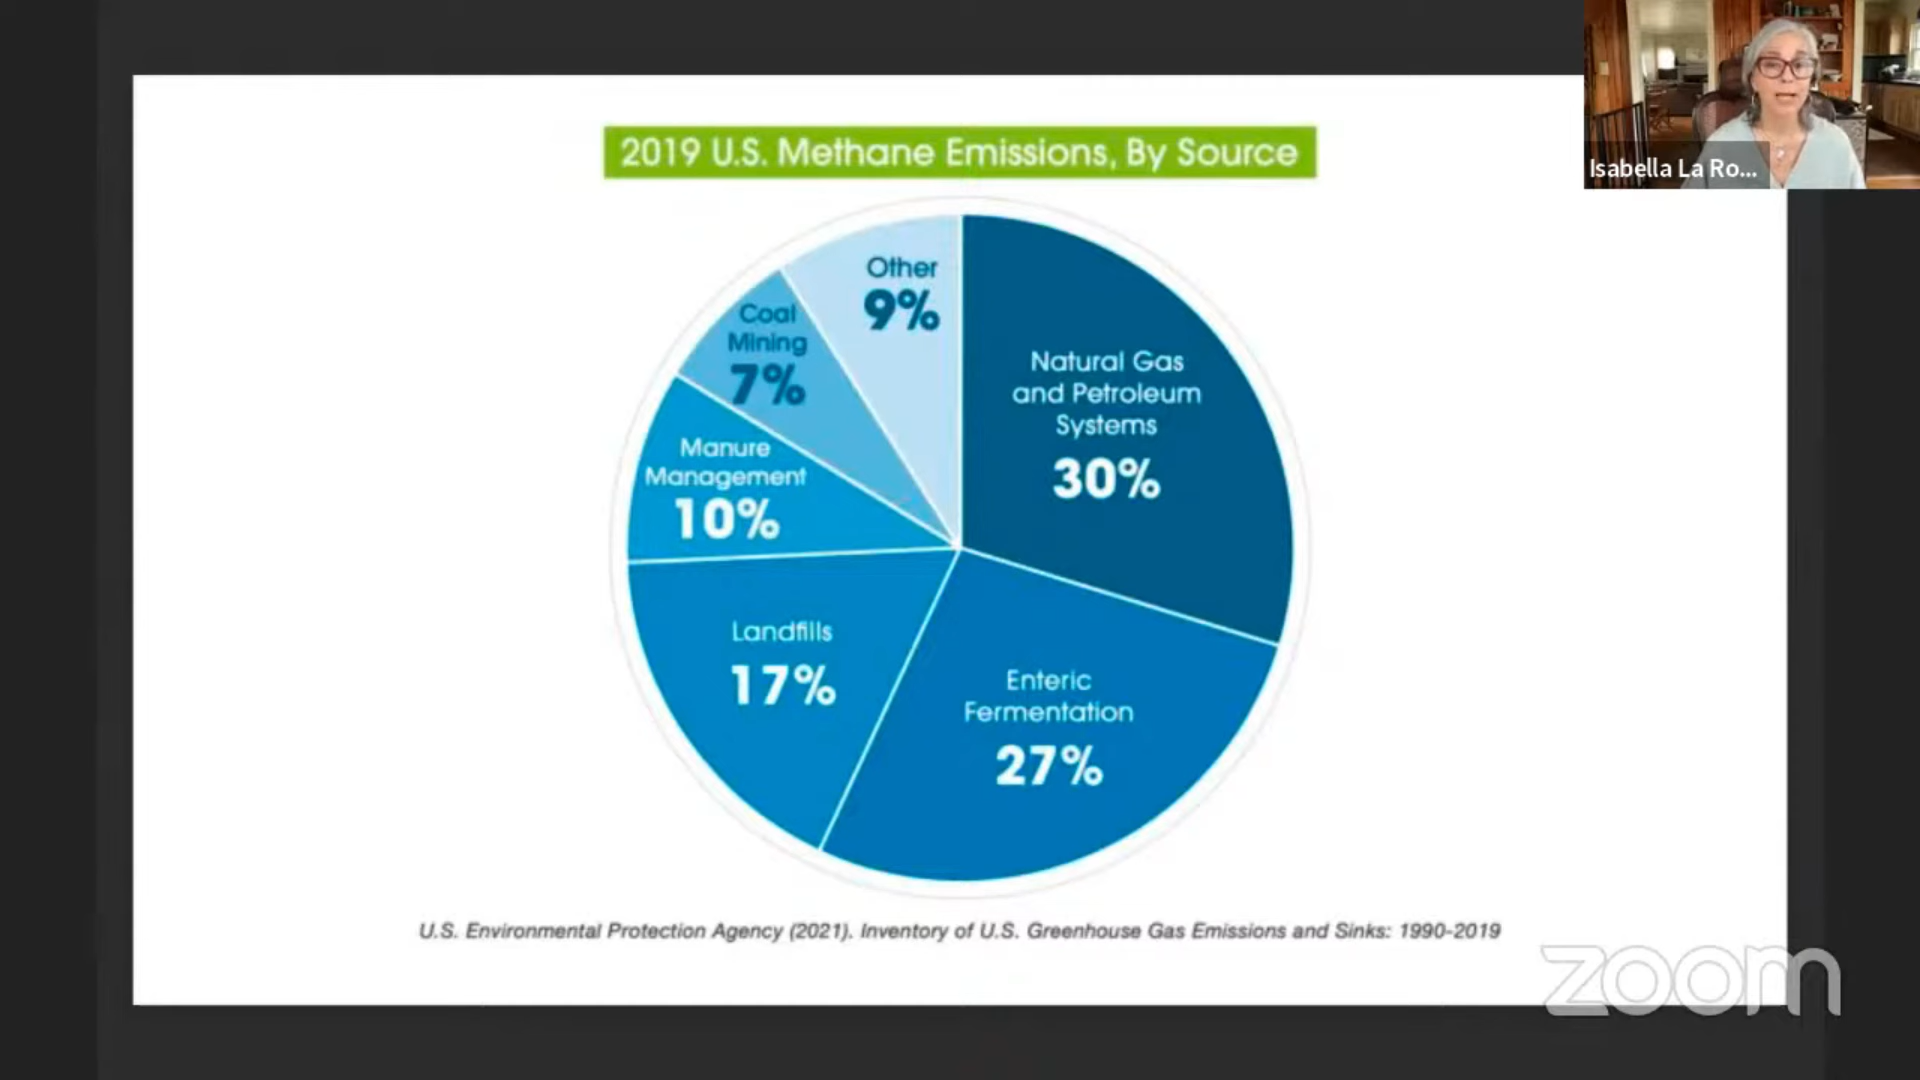 2019 U.S. Methane Emissions, By Source
Isabella La Ro...
Other
9%
Coal
Mining
7%
Natural Gas
and Petroleum
Systems
30%
Manure
Management
10%
Landfills
17%
Enteric
Fermentation
27%
U.S. Environmental Protection Agency (2021). Inventory of U.S. Greenhouse Gas Emissions and Sinks: 1990-2019
zoom